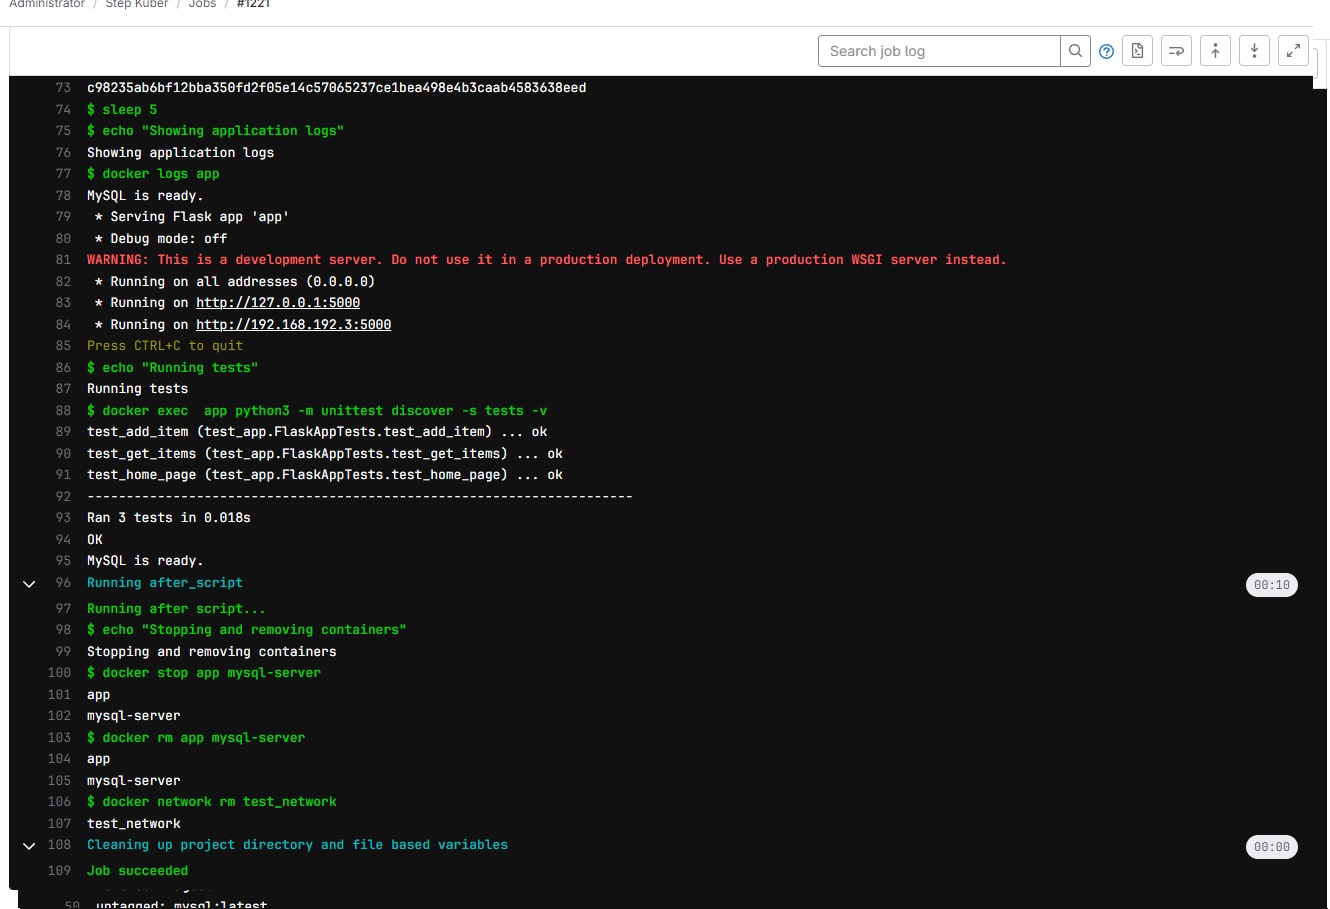 Administrator / Step Kuber / Jobs / #1221
Search job log
73 c98235ab6bf12bba350fd2f05e14c57065237ce1bea498e4b3caab4583638eed
74 $ sleep 5
75 $ echo "Showing application logs"
76 Showing application logs
77 $ docker logs app
78 MySQL is ready.
79 * Serving Flask app 'app'
80 * Debug mode: off
81 WARNING: This is a development server. Do not use it in a production deployment. Use a production WSGI server instead.
82 * Running on all addresses (0.0.0.0)
83 * Running on http://127.0.0.1:5000
84 * Running on http://192.168.192.3:5000
85 Press CTRL+C to quit
86 $ echo "Running tests"
87 Running tests
88 $ docker exec  app python3 -m unittest discover -s tests -v
89 test_add_item (test_app.FlaskAppTests.test_add_item) ... ok
90 test_get_items (test_app.FlaskAppTests.test_get_items) ... ok
91 test_home_page (test_app.FlaskAppTests.test_home_page) ... ok
92 ----------------------------------------------------------------------
93 Ran 3 tests in 0.018s
94 OK
95 MySQL is ready.
96 Running after_script 00:10
97 Running after script...
98 $ echo "Stopping and removing containers"
99 Stopping and removing containers
100 $ docker stop app mysql-server
101 app
102 mysql-server
103 $ docker rm app mysql-server
104 app
105 mysql-server
106 $ docker network rm test_network
107 test_network
108 Cleaning up project directory and file based variables 00:00
109 Job succeeded
50 untagged: mysql:latest